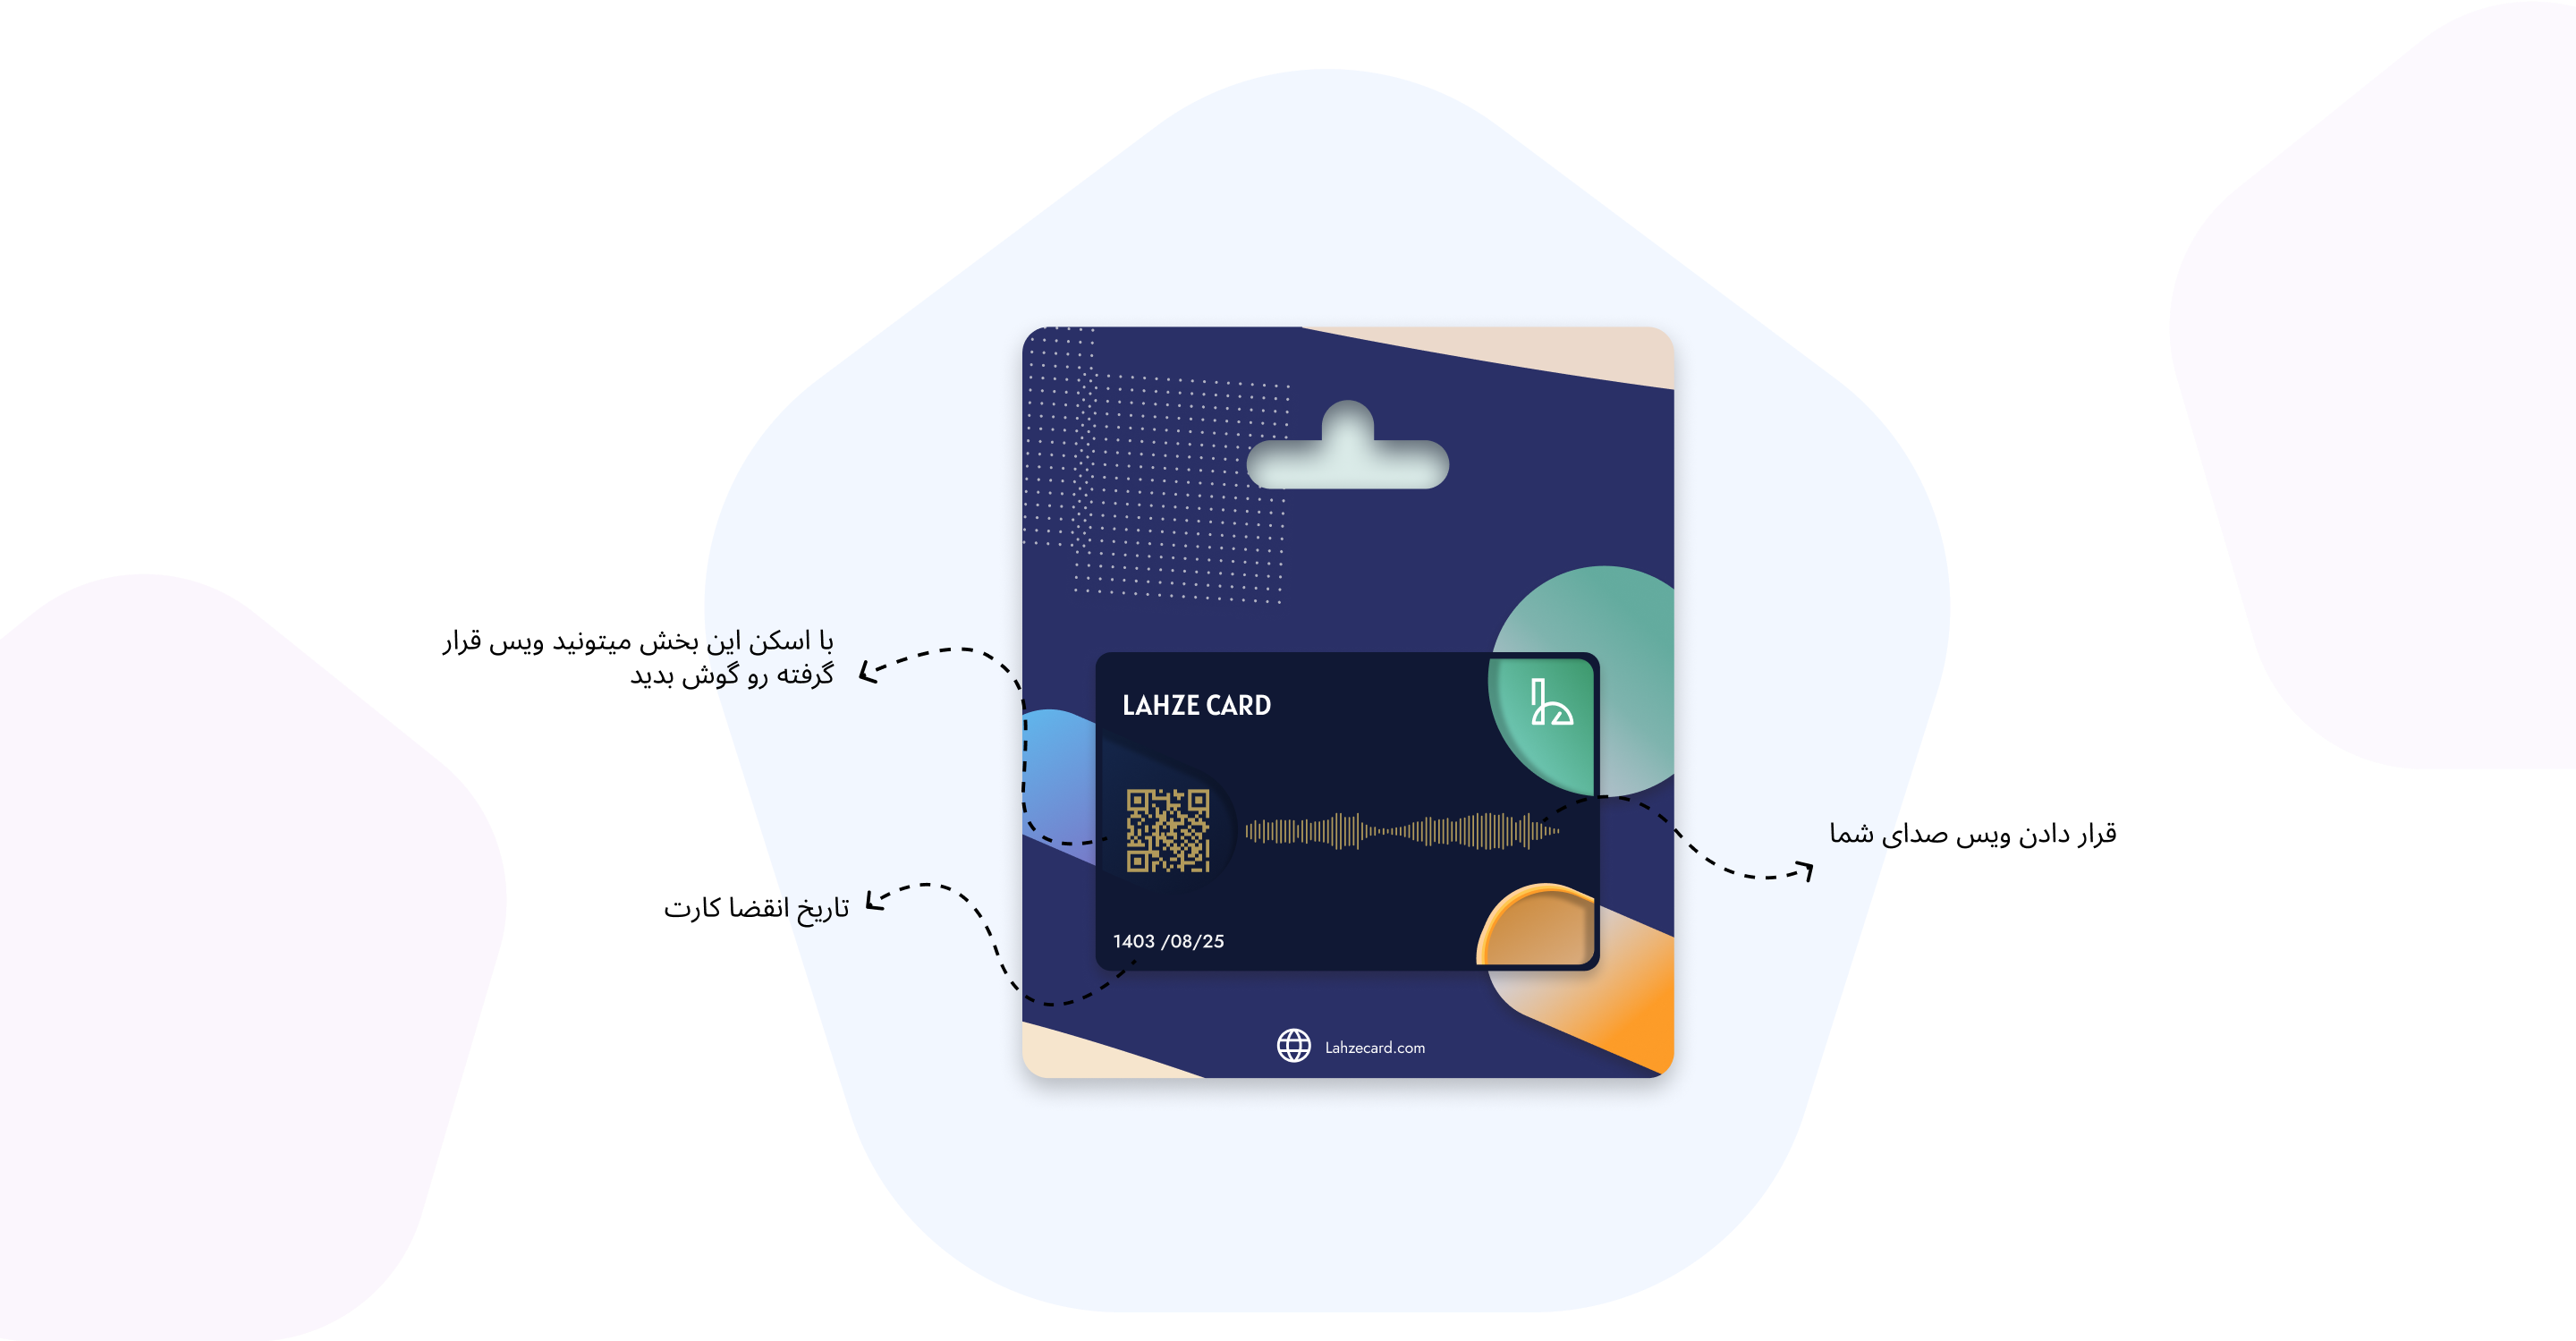 با اسکن این بخش میتونید ویس قرار
گرفته رو گوش بدید
LAHZE CARD
قرار دادن ویس صدای شما
تاریخ انقضا کارت
1403 /08/25
Lahzecard.com